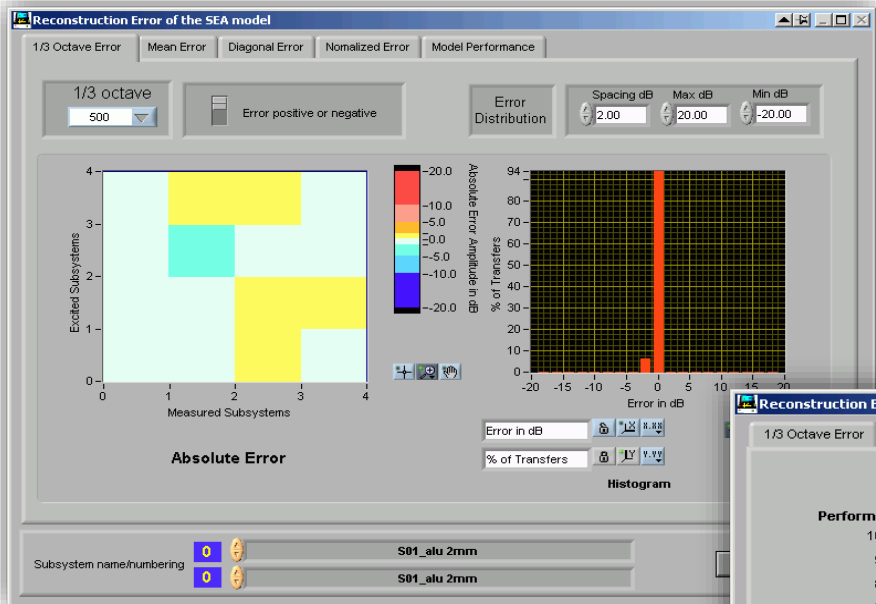 Reconstruction Error of the SEA model
1/3 Octave Error Mean Error Diagonal Error Nomalized Error Model Performance
1/3 octave
500
Error positive or negative
Error
Distribution
Spacing dB Max dB Min dB
2.00 20.00 -20.00
4
3
2
1
0
Excited Subsystems
0 1 2 3 4
Measured Subsystems
Absolute Error
-20.0
-10.0
-5.0
-0.0
-5.0
-10.0
-20.0
Absolute Error Amplitude in dB
94
80
70
60
50
40
30
20
10
0
% of Transfers
-20 -15 -10 -5 0 5 10 15 20
Error in dB
Error in dB X.XX
% of Transfers Y.YY
Histogram
Subsystem name/numbering
0 S01_alu 2mm
0 S01_alu 2mm
Reconstruction E
1/3 Octave Error
Perform
10
9
8